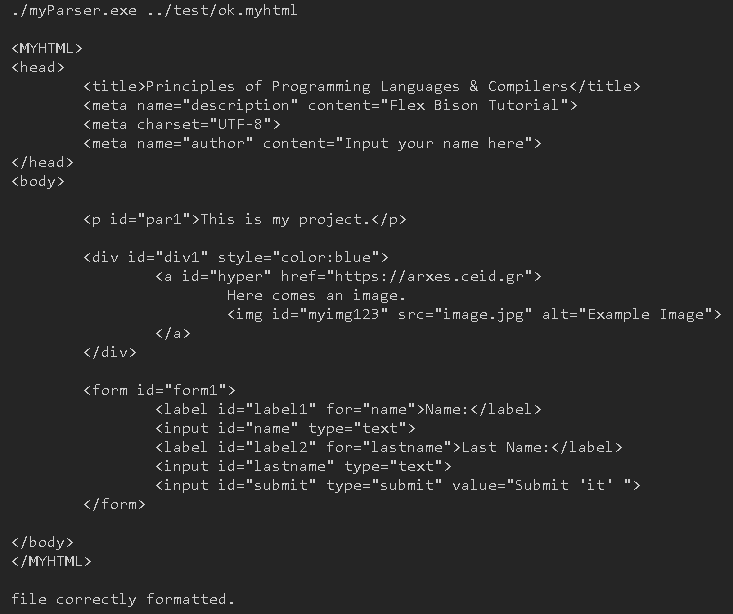 ./myParser.exe ../test/ok.myhtml
<MYHTML>
<head>
<title>Principles of Programming Languages & Compilers</title>
<meta name="description" content="Flex Bison Tutorial">
<meta charset="UTF-8">
<meta name="author" content="Input your name here">
</head>
<body>
<p id="par1">This is my project.</p>
<div id="div1" style="color:blue">
<a id="hyper" href="https://arxes.ceid.gr">
Here comes an image.
<img id="myimg123" src="image.jpg" alt="Example Image">
</a>
</div>
<form id="form1">
<label id="label1" for="name">Name:</label>
<input id="name" type="text">
<label id="label2" for="lastname">Last Name:</label>
<input id="lastname" type="text">
<input id="submit" type="submit" value="Submit 'it' ">
</form>
</body>
</MYHTML>
file correctly formatted.